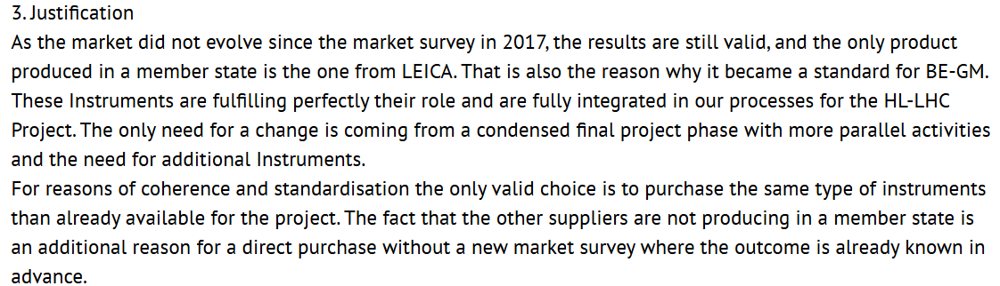 3. Justification
As the market did not evolve since the market survey in 2017, the results are still valid, and the only product
produced in a member state is the one from LEICA. That is also the reason why it became a standard for BE-GM.
These Instruments are fulfilling perfectly their role and are fully integrated in our processes for the HL-LHC
Project. The only need for a change is coming from a condensed final project phase with more parallel activities
and the need for additional Instruments.
For reasons of coherence and standardisation the only valid choice is to purchase the same type of instruments
than already available for the project. The fact that the other suppliers are not producing in a member state is
an additional reason for a direct purchase without a new market survey where the outcome is already known in
advance.